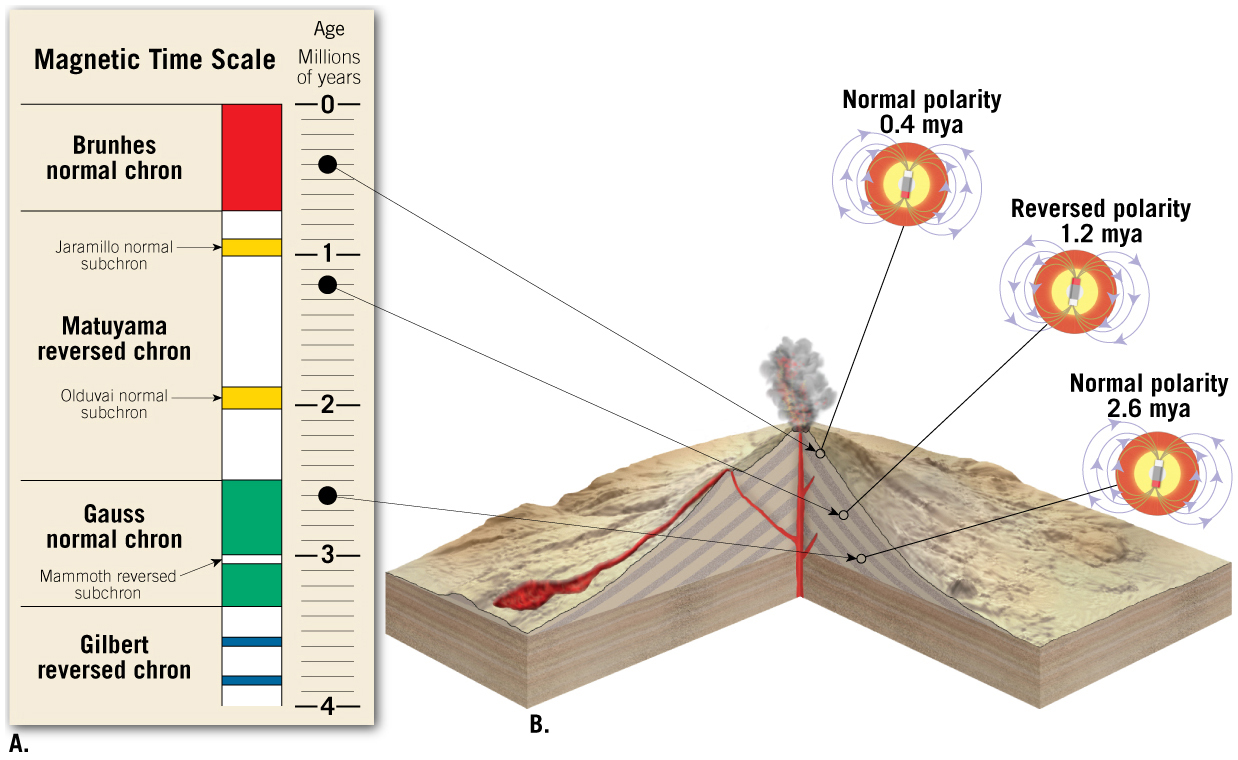 Magnetic Time Scale
Age
Millions
of years
0
Brunhes
normal chron
Jaramillo normal
subchron
1
Matuyama
reversed chron
Olduvai normal
subchron
2
Gauss
normal chron
3
Mammoth reversed
subchron
Gilbert
reversed chron
4
A.
Normal polarity
0.4 mya
Reversed polarity
1.2 mya
Normal polarity
2.6 mya
B.